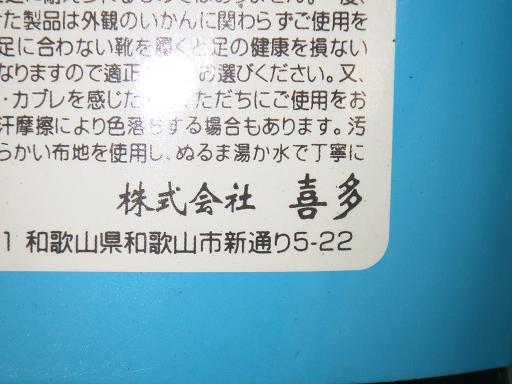 た製品は外観のいかんに関わらずご使用を
足に合わない靴を履くと足の健康を損ない
なりますので適正 お選びください。又、
・カブレを感じた ただちにご使用をお
汗摩擦により色落ちする場合もあります。汚
らかい布地を使用し、ぬるま湯か水で丁寧に
株式会社 喜多
1 和歌山県和歌山市新通り5-22